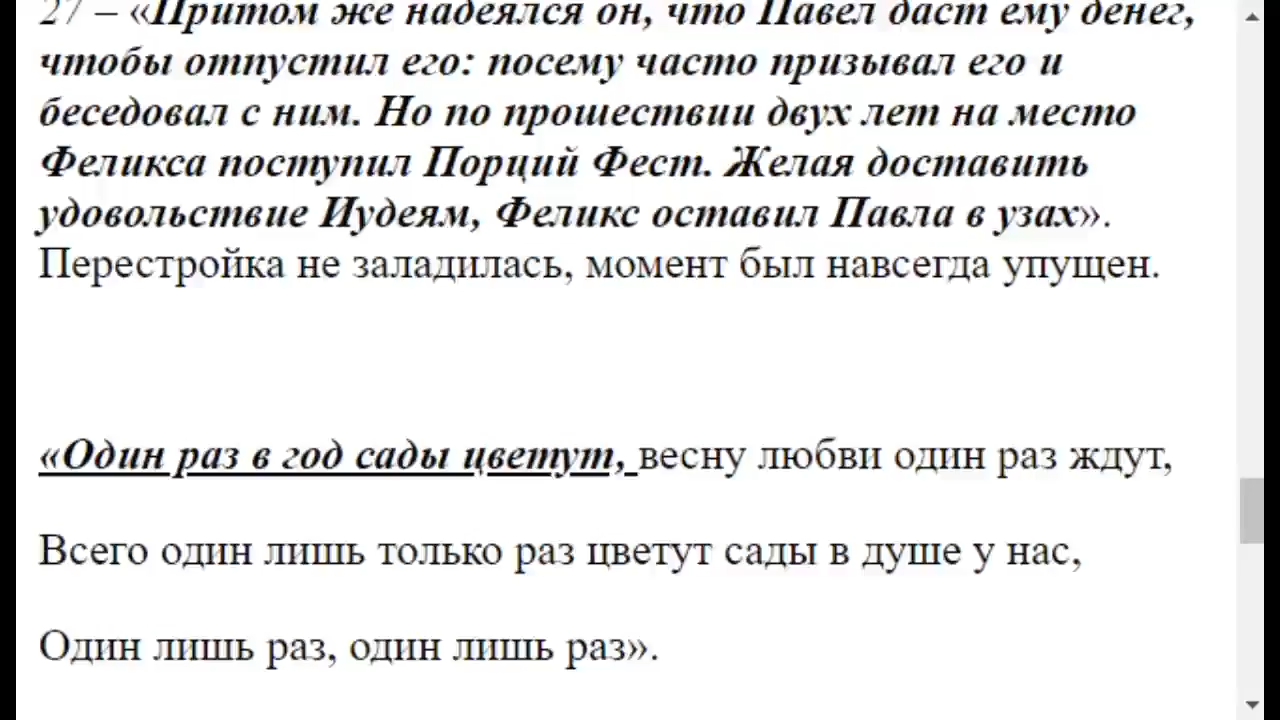 27 – «Притом же надеялся он, что Павел даст ему денег,
чтобы отпустил его: посему часто призывал его и
беседовал с ним. Но по прошествии двух лет на место
Феликса поступил Порций Фест. Желая доставить
удовольствие Иудеям, Феликс оставил Павла в узах».
Перестройка не заладилась, момент был навсегда упущен.
«Один раз в год сады цветут, весну любви один раз ждут,
Всего один лишь только раз цветут сады в душе у нас,
Один лишь раз, один лишь раз».